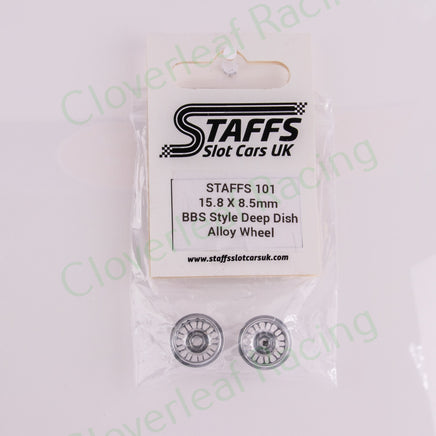 Cloverleaf Racing
STAFFS
Slot Cars UK
STAFFS 101
15.8 X 8.5mm
BBS Style Deep Dish
Alloy Wheel
www.staffsslotcarsuk.com
Cloverleaf Racing
Cloverleaf Racing